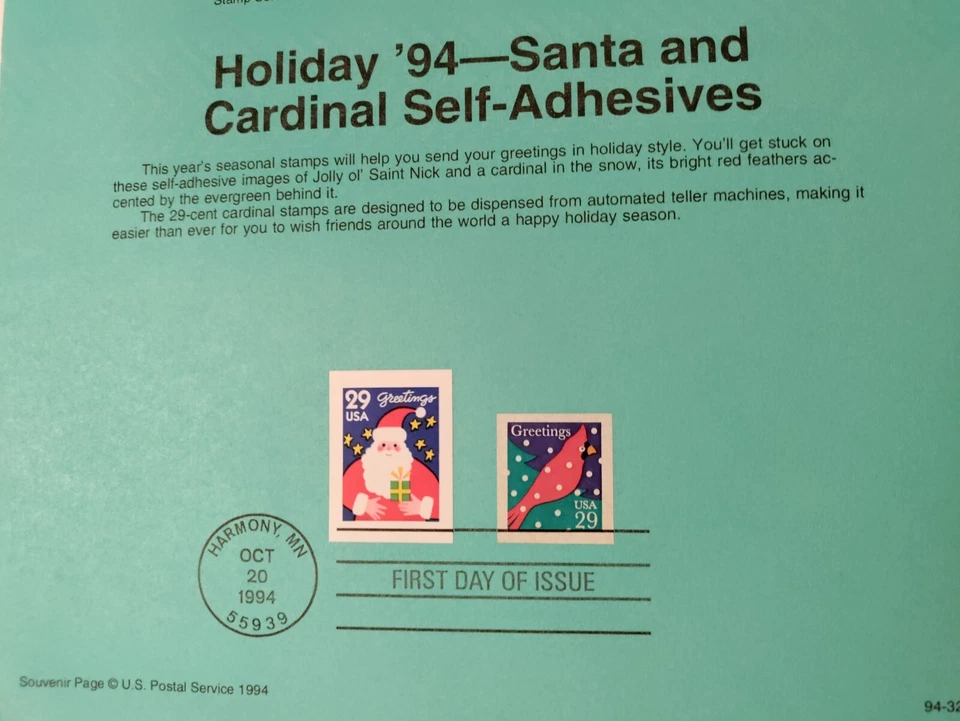 Holiday ’94—Santa and
Cardinal Self-Adhesives
This year's seasonal stamps will help you send your greetings in holiday style. You'll get stuck on
these self-adhesive images of Jolly ol' Saint Nick and a cardinal in the snow, its bright red feathers ac-
cented by the evergreen behind it.
The 29-cent cardinal stamps are designed to be dispensed from automated teller machines, making it
easier than ever for you to wish friends around the world a happy holiday season.
29 Greetings
USA
Greetings
USA
29
HARMONY, MN
OCT
20
1994
55939
FIRST DAY OF ISSUE
Souvenir Page © U.S. Postal Service 1994
94-32